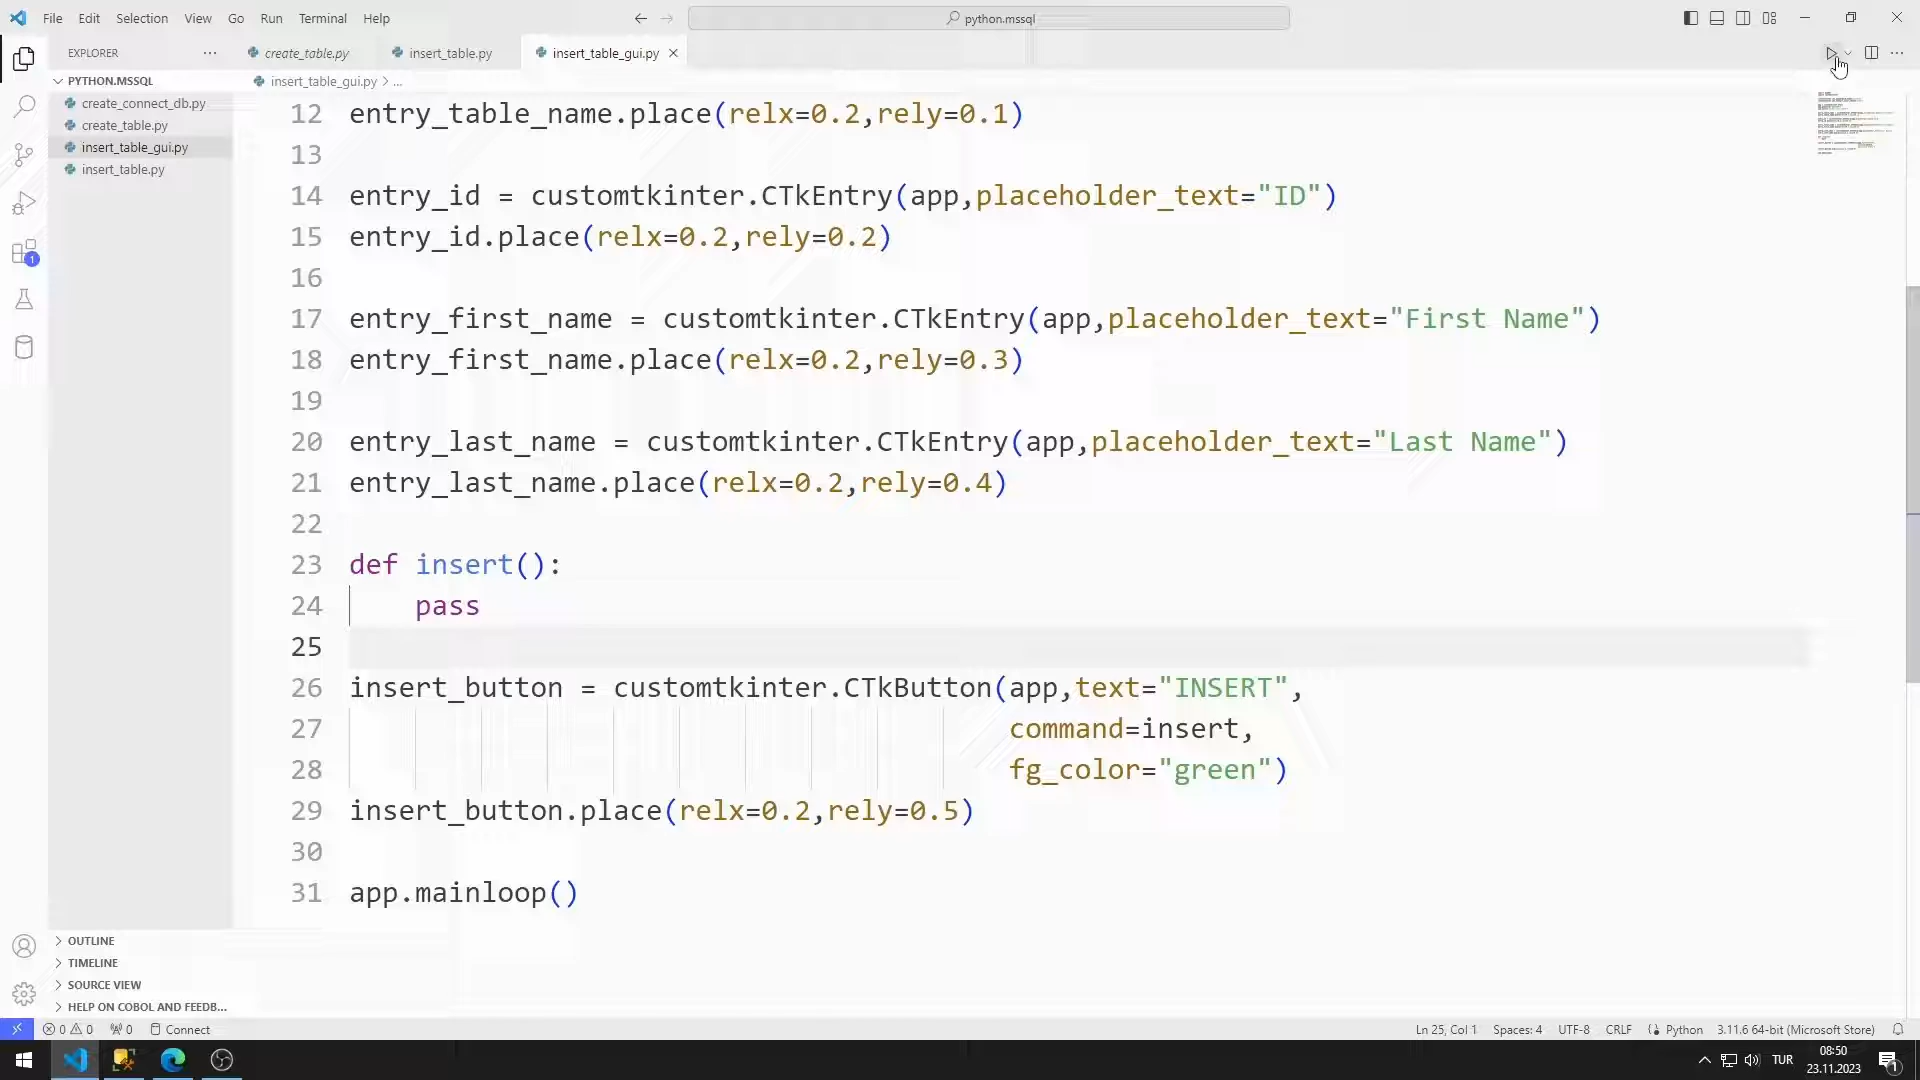 File Edit Selection View Go Run Terminal Help
python.mssql
EXPLORER
create_table.py
insert_table.py
insert_table_gui.py
PYTHON.MSSQL
insert_table_gui.py > ...
create_connect_db.py
create_table.py
insert_table_gui.py
insert_table.py
12 entry_table_name.place(relx=0.2,rely=0.1)
13
14 entry_id = customtkinter.CTkEntry(app,placeholder_text="ID")
15 entry_id.place(relx=0.2,rely=0.2)
16
17 entry_first_name = customtkinter.CTkEntry(app,placeholder_text="First Name")
18 entry_first_name.place(relx=0.2,rely=0.3)
19
20 entry_last_name = customtkinter.CTkEntry(app,placeholder_text="Last Name")
21 entry_last_name.place(relx=0.2,rely=0.4)
22
23 def insert():
24 pass
25
26 insert_button = customtkinter.CTkButton(app,text="INSERT",
27 command=insert,
28 fg_color="green")
29 insert_button.place(relx=0.2,rely=0.5)
30
31 app.mainloop()
1
OUTLINE
TIMELINE
SOURCE VIEW
HELP ON COBOL AND FEEDB...
0 0 0 Connect
Ln 25, Col 1 Spaces: 4 UTF-8 CRLF Python 3.11.6 64-bit (Microsoft Store)
TUR
08:50
23.11.2023
1